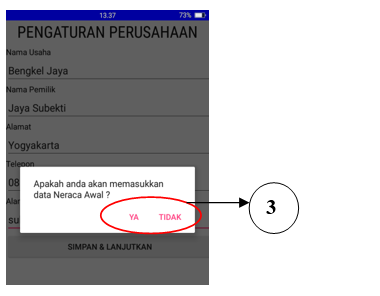 13.37 73%
PENGATURAN PERUSAHAAN
Nama Usaha
Bengkel Jaya
Nama Pemilik
Jaya Subekti
Alamat
Yogyakarta
Telepon
08
Apakah anda akan memasukkan
data Neraca Awal ?
Alar
su
YA TIDAK
3
SIMPAN & LANJUTKAN